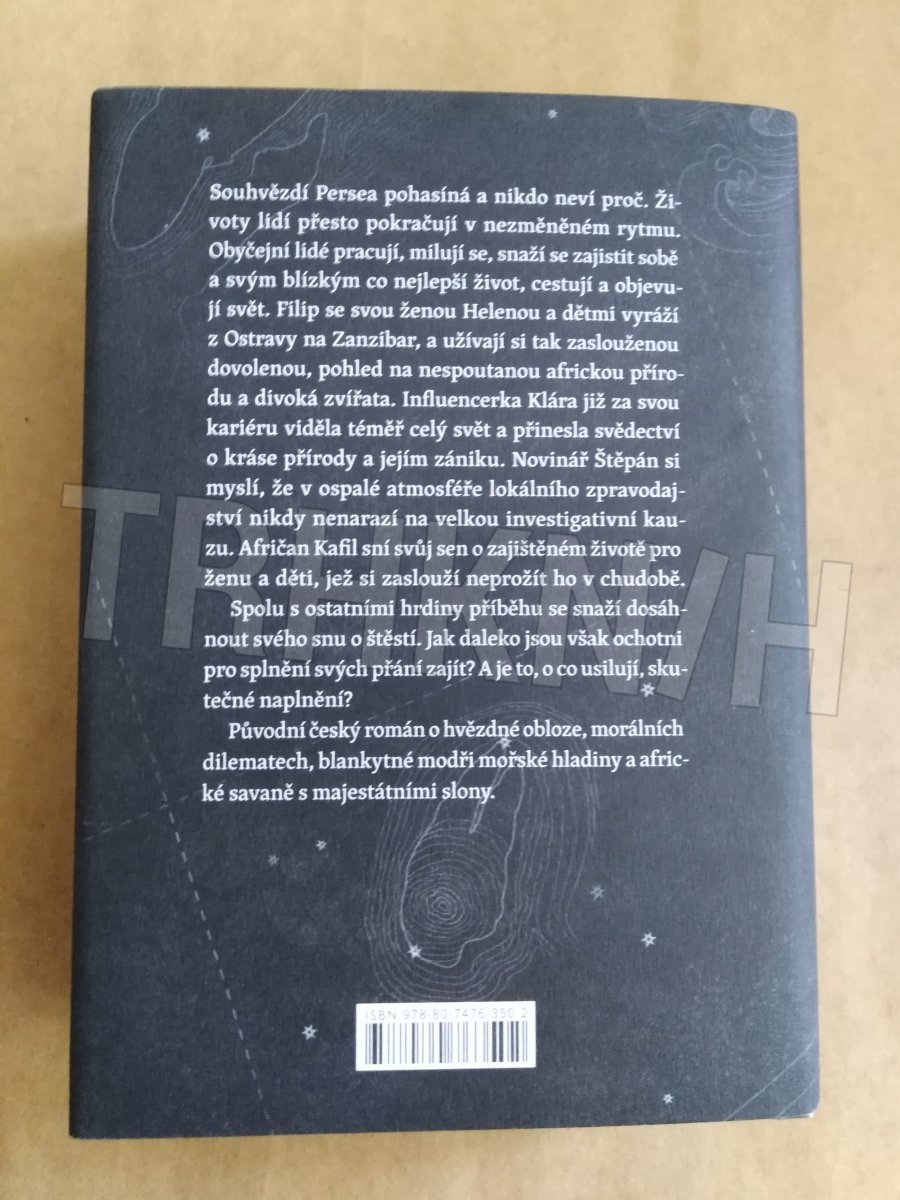 Souhvězdí Persea pohasíná a nikdo neví proč. Ži-
voty lidí přesto pokračují v nezměněném rytmu.
Obyčejní lidé pracují, milují se, snaží se zajistit sobě
a svým blízkým co nejlepší život, cestují a objevu-
jí svět. Filip se svou ženou Helenou a dětmi vyráží
z Ostravy na Zanzibar, a užívají si tak zaslouženou
dovolenou, pohled na nespoutanou africkou příro-
du a divoká zvířata. Influencerka Klára již za svou
kariéru viděla téměř celý svět a přinesla svědectví
o kráse přírody a jejím zániku. Novinář Štěpán si
myslí, že v ospalé atmosféře lokálního zpravodaj-
ství nikdy nenarazí na velkou investigativní kau-
zu. Afričan Kafil sní svůj sen o zajištěném životě pro
ženu a děti, jež si zaslouží neprožít ho v chudobě.
Spolu s ostatními hrdiny příběhu se snaží dosáh-
nout svého snu o štěstí. Jak daleko jsou však ochotni
pro splnění svých přání zajít? A je to, o co usilují, sku-
tečné naplnění?
Původní český román o hvězdné obloze, morálních
dilematech, blankytné modři mořské hladiny a afric-
ké savaně s majestátními slony.
TRHKNIH
ISBN 978-80-7476-350-2